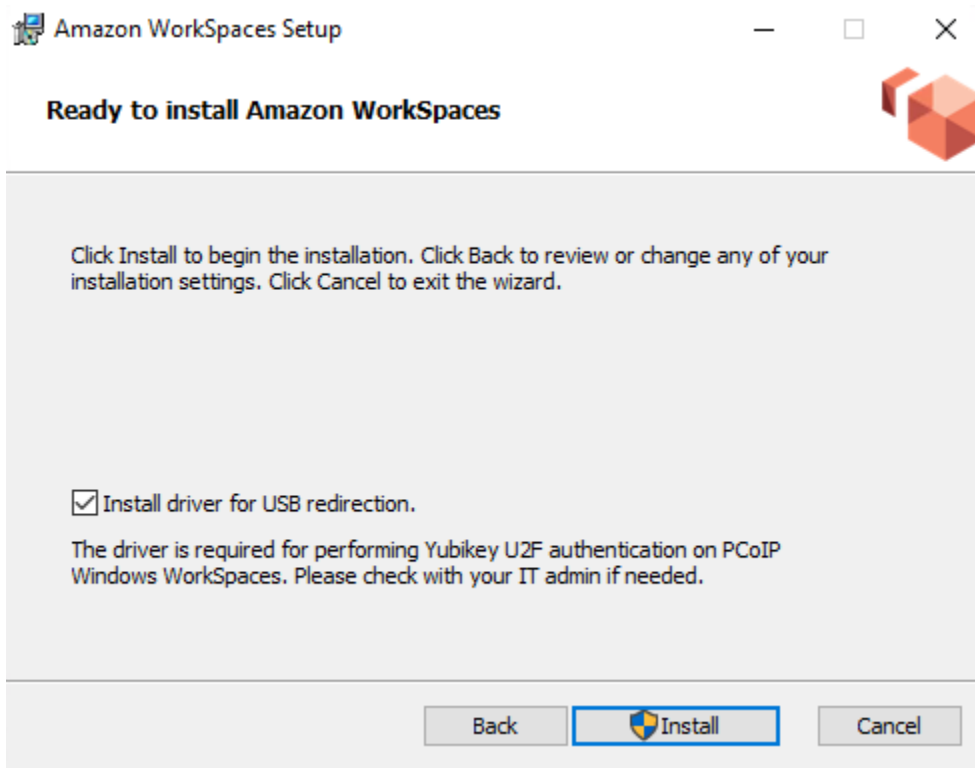 Amazon WorkSpaces Setup
Ready to install Amazon WorkSpaces
Click Install to begin the installation. Click Back to review or change any of your
installation settings. Click Cancel to exit the wizard.
Install driver for USB redirection.
The driver is required for performing Yubikey U2F authentication on PCoIP
Windows WorkSpaces. Please check with your IT admin if needed.
Back Install Cancel